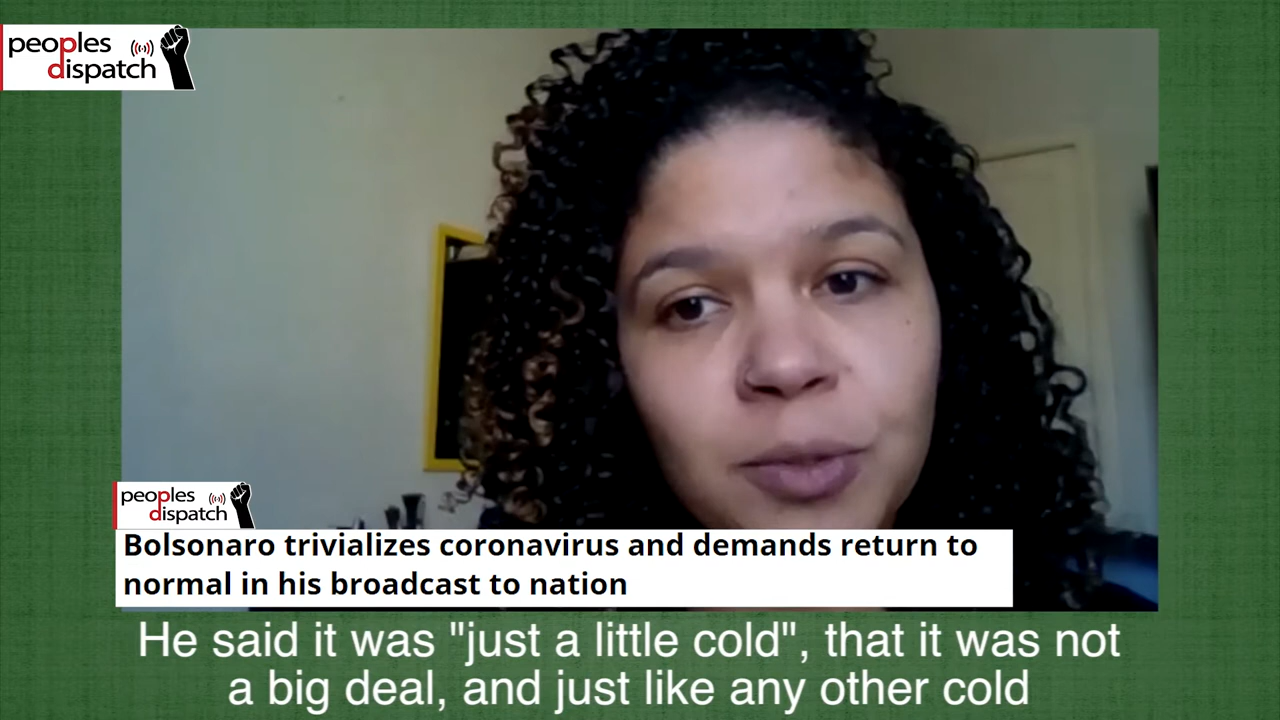 peoples
dispatch
peoples
dispatch
Bolsonaro trivializes coronavirus and demands return to
normal in his broadcast to nation
He said it was "just a little cold", that it was not
a big deal, and just like any other cold